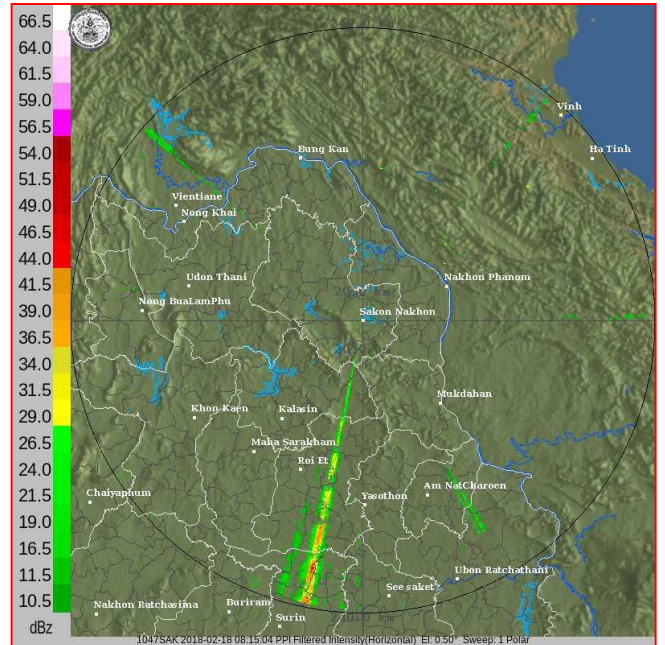 66.5
64.0
61.5
59.0
56.5
54.0
51.5
49.0
46.5
44.0
41.5
39.0
36.5
34.0
31.5
29.0
26.5
24.0
21.5
19.0
16.5
11.5
10.5
dBz
Vinh
Ha Tinh
Bung Kan
Vientiane
Nong Khai
Udon Thani
Nakhon Phanom
Nong BuaLamPhu
Sakon Nakhon
Mukdahan
Khon Kaen
Kalasin
Maha Sarakham
Roi Et
Chaiyaphum
Am NatCharoen
Yasothon
Ubon Ratchathani
See saket
Nakhon Ratchasima
Buriram
Surin
1047SAK 2018-02-18 08:15:04 PPI Filtered Intensity(Horizontal) El: 0.50° Sweep: 1 Polar